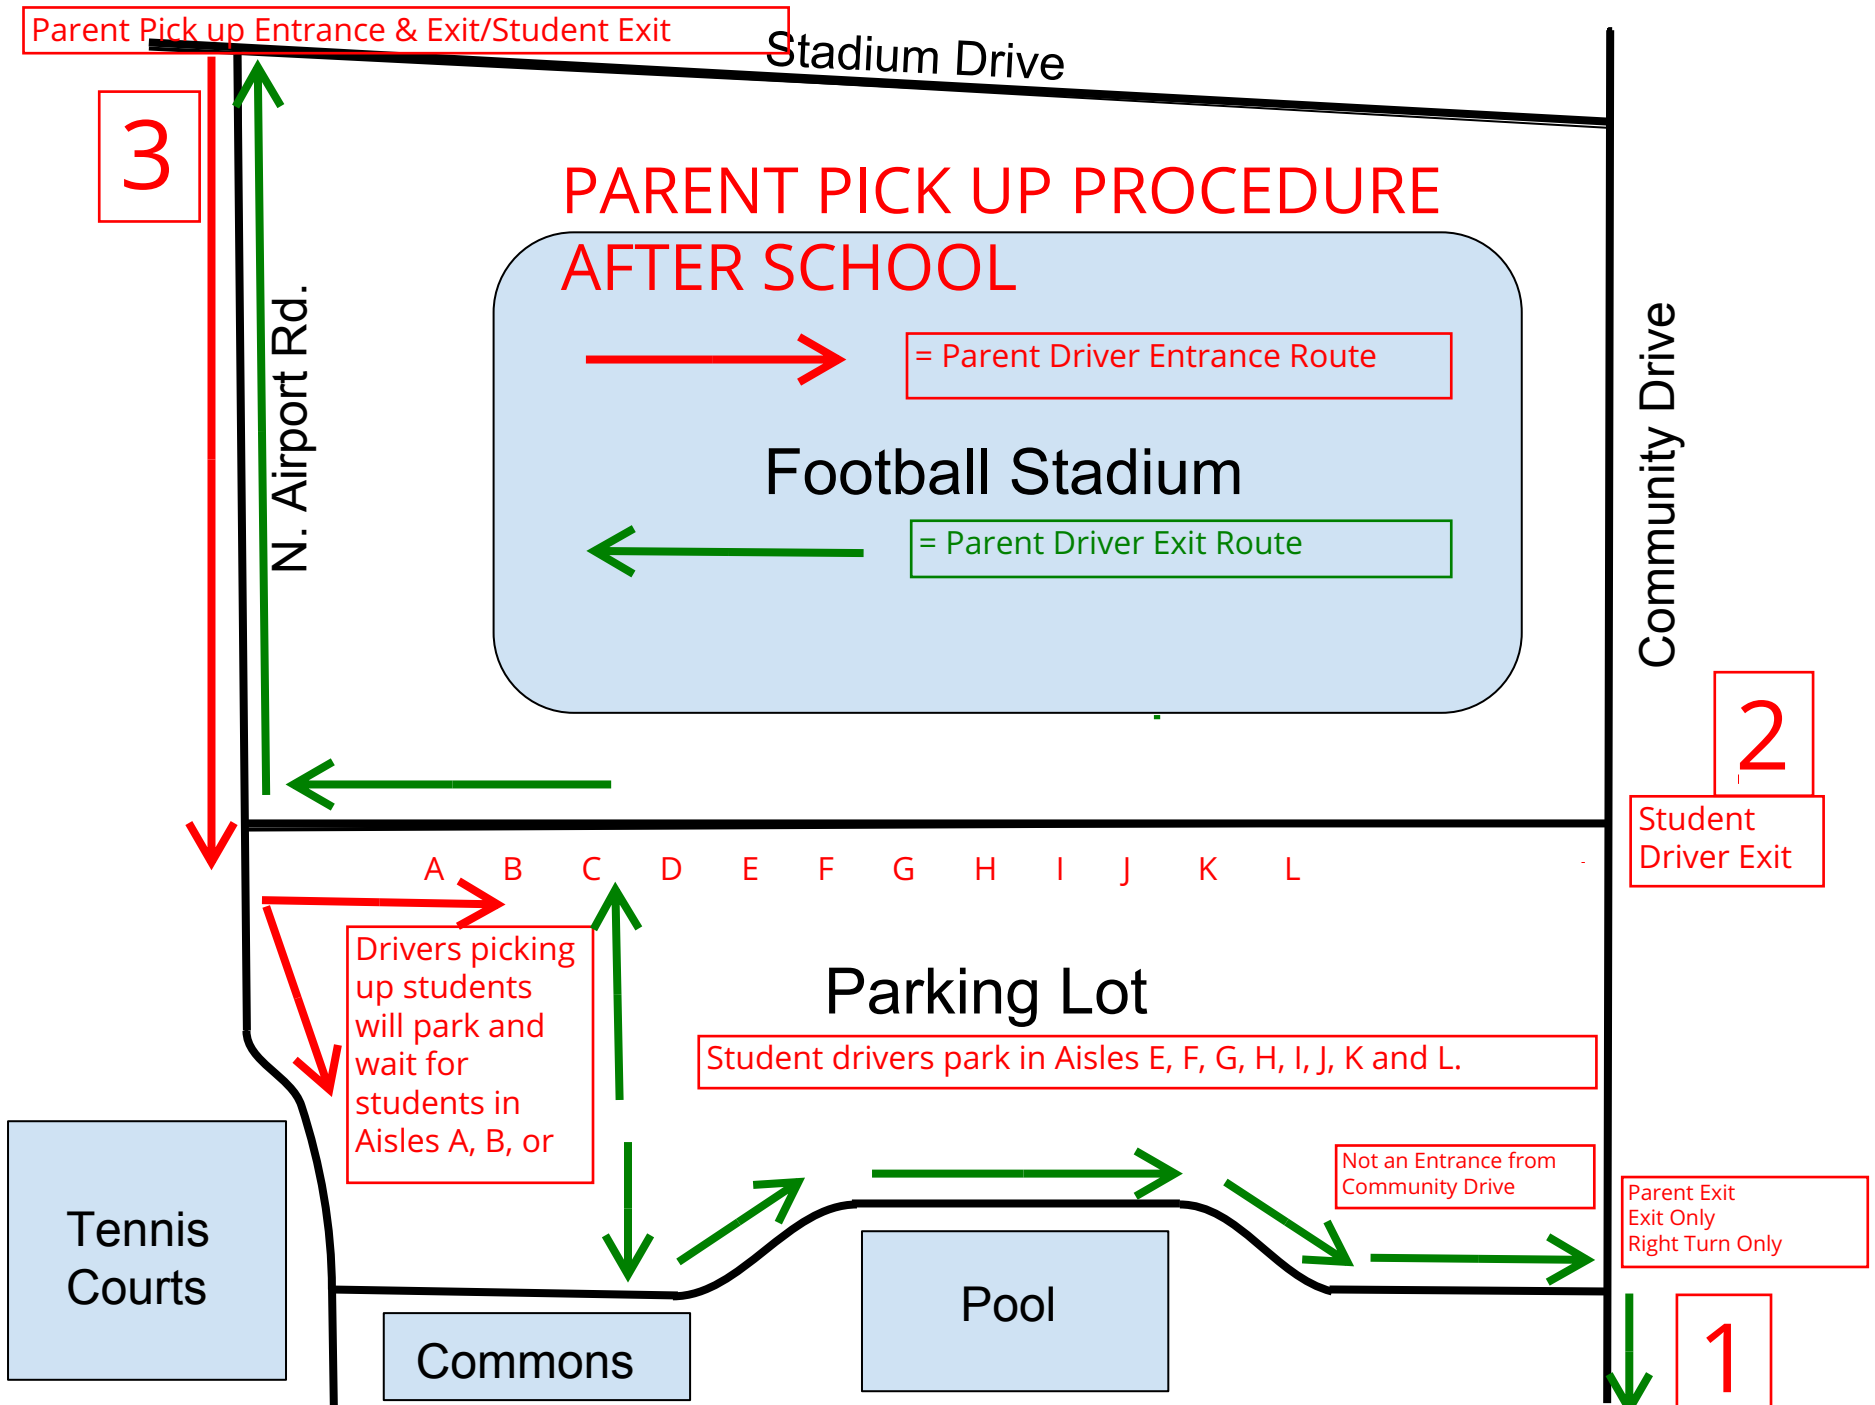 Parent Pick up Entrance & Exit/Student Exit
Stadium Drive
3
PARENT PICK UP PROCEDURE
AFTER SCHOOL
= Parent Driver Entrance Route
N. Airport Rd.
Football Stadium
Community Drive
= Parent Driver Exit Route
2
Student
Driver Exit
A B C D E F G H I J K L
Drivers picking
up students
will park and
wait for
students in
Aisles A, B, or
Parking Lot
Student drivers park in Aisles E, F, G, H, I, J, K and L.
Not an Entrance from
Community Drive
Parent Exit
Exit Only
Right Turn Only
Tennis
Courts
Pool
Commons
1